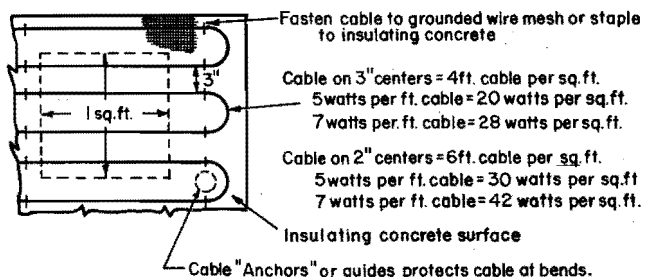 Fasten cable to grounded wire mesh or staple
to insulating concrete
3"
Cable on 3" centers = 4ft. cable per sq.ft.
5 watts per ft. cable = 20 watts per sq.ft.
1 sq.ft.
7 watts per. ft. cable = 28 watts per sq.ft.
Cable on 2" centers = 6ft. cable per sq.ft.
5 watts per ft. cable = 30 watts per sq.ft
7 watts per ft. cable = 42 watts per sq.ft.
Insulating concrete surface
Cable "Anchors" or guides protects cable at bends.